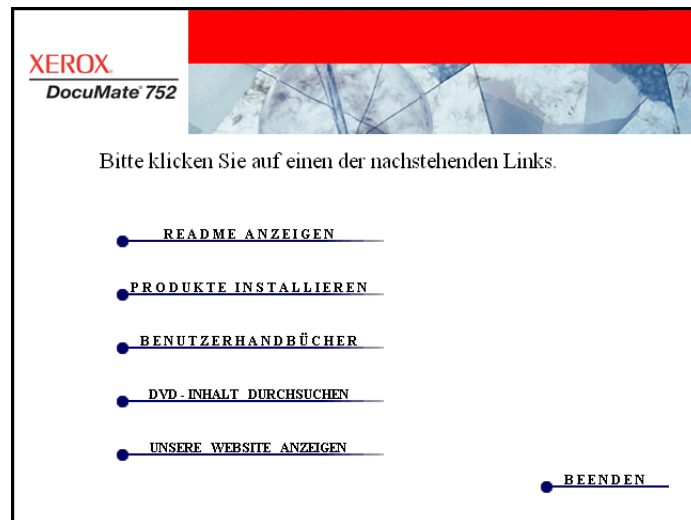 XEROX.
DocuMate® 752
Bitte klicken Sie auf einen der nachstehenden Links.
README ANZEIGEN
PRODUKTE INSTALLIEREN
BENUTZERHANDBÜCHER
DVD - INHALT DURCHSUCHEN
UNSERE WEBSITE ANZEIGEN
BEENDEN